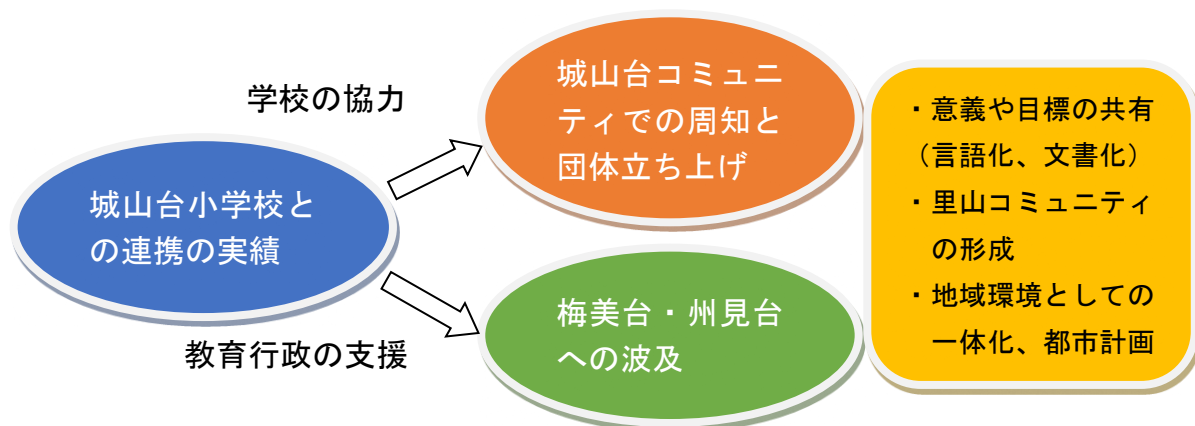 学校の協力
城山台小学校と
の連携の実績
教育行政の支援
城山台コミュニ
ティでの周知と
団体立ち上げ
梅美台・州見台
への波及
・意義や目標の共有
（言語化、文書化）
・里山コミュニティ
の形成
・地域環境としての
一体化、都市計画